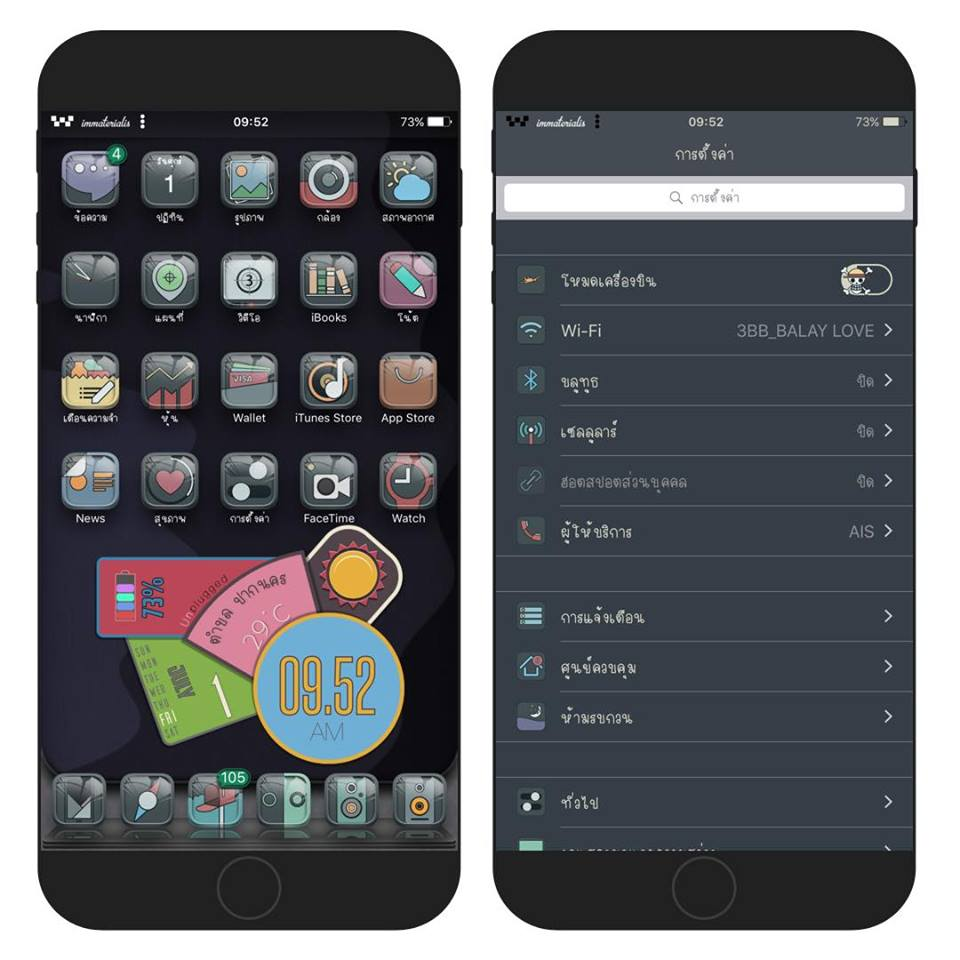 immaterialis
09:52
73%
4
วันศุกร์
1
ข้อความ
ปฏิทิน
รูปภาพ
กล้อง
สภาพอากาศ
3
นาฬิกา
แผนที่
วิดีโอ
iBooks
โน้ต
VISA
เตือนความจำ
หุ้น
Wallet
iTunes Store
App Store
News
สุขภาพ
การตั้งค่า
FaceTime
Watch
73%
Unplugged
ตำบล ปากนคร
29°C
SUN
MON
TUE
WED
THU
FRI
SAT
JULY
1
09.52
AM
105
immaterialis
09:52
73%
การตั้งค่า
การตั้งค่า
โหมดเครื่องบิน
Wi-Fi
3BB_BALAY LOVE
บลูทูธ
ปิด
เซลลูลาร์
ปิด
ฮอตสปอตส่วนบุคคล
ปิด
ผู้ให้บริการ
AIS
การแจ้งเตือน
ศูนย์ควบคุม
ห้ามรบกวน
ทั่วไป